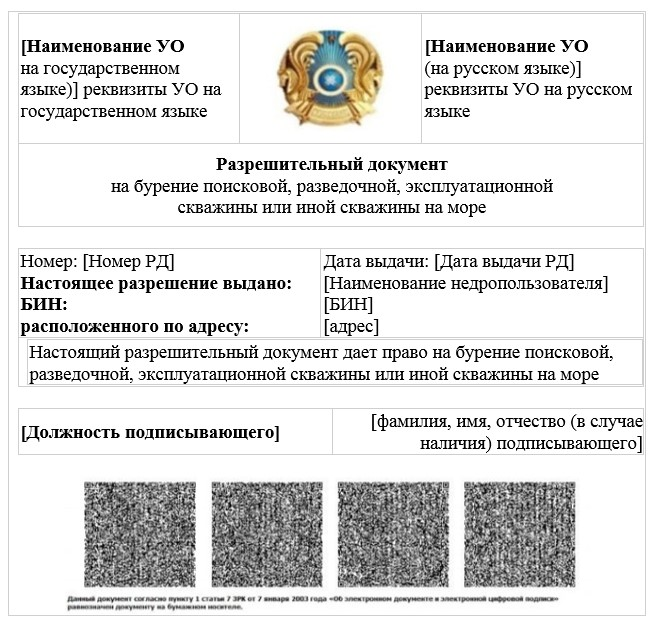 [Наименование УО
на государственном
языке)] реквизиты УО на
государственном языке
[Наименование УО
(на русском языке)]
реквизиты УО на русском
языке
Разрешительный документ
на бурение поисковой, разведочной, эксплуатационной
скважины или иной скважины на море
Номер: [Номер РД]
Дата выдачи: [Дата выдачи РД]
Настоящее разрешение выдано:
[Наименование недропользователя]
БИН:
[БИН]
расположенного по адресу:
[адрес]
Настоящий разрешительный документ дает право на бурение поисковой,
разведочной, эксплуатационной скважины или иной скважины на море
[Должность подписывающего]
[фамилия, имя, отчество (в случае
наличия) подписывающего]
Данный документ согласно пункту 1 статьи 7 ЗРК от 7 января 2003 года «Об электронном документе и электронной цифровой подписи»
равнозначен документу на бумажном носителе.